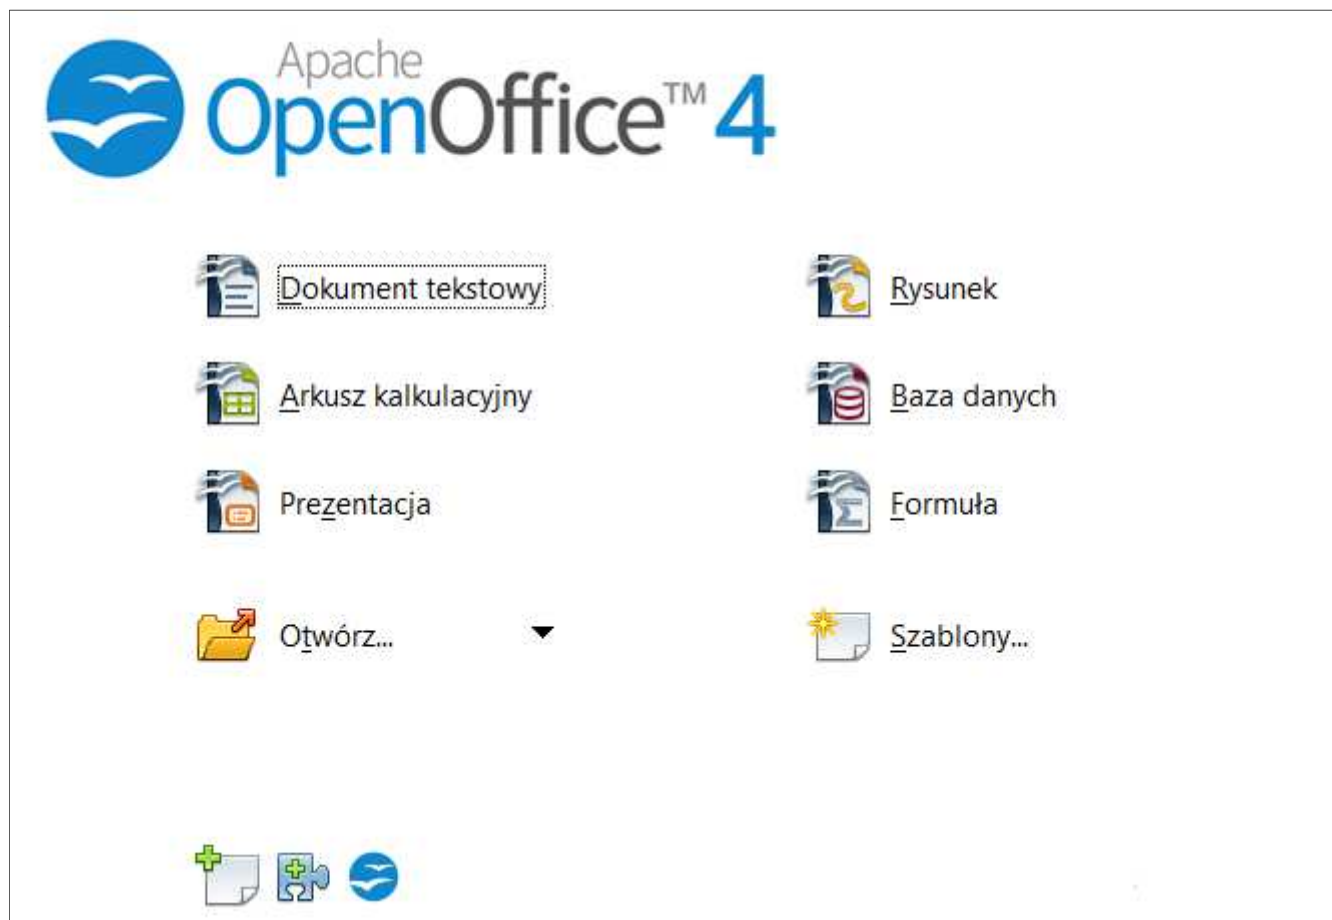 Apache
OpenOffice™ 4
Dokument tekstowy
Rysunek
Arkusz kalkulacyjny
Baza danych
Prezentacja
Formuła
Otwórz...
Szablony...